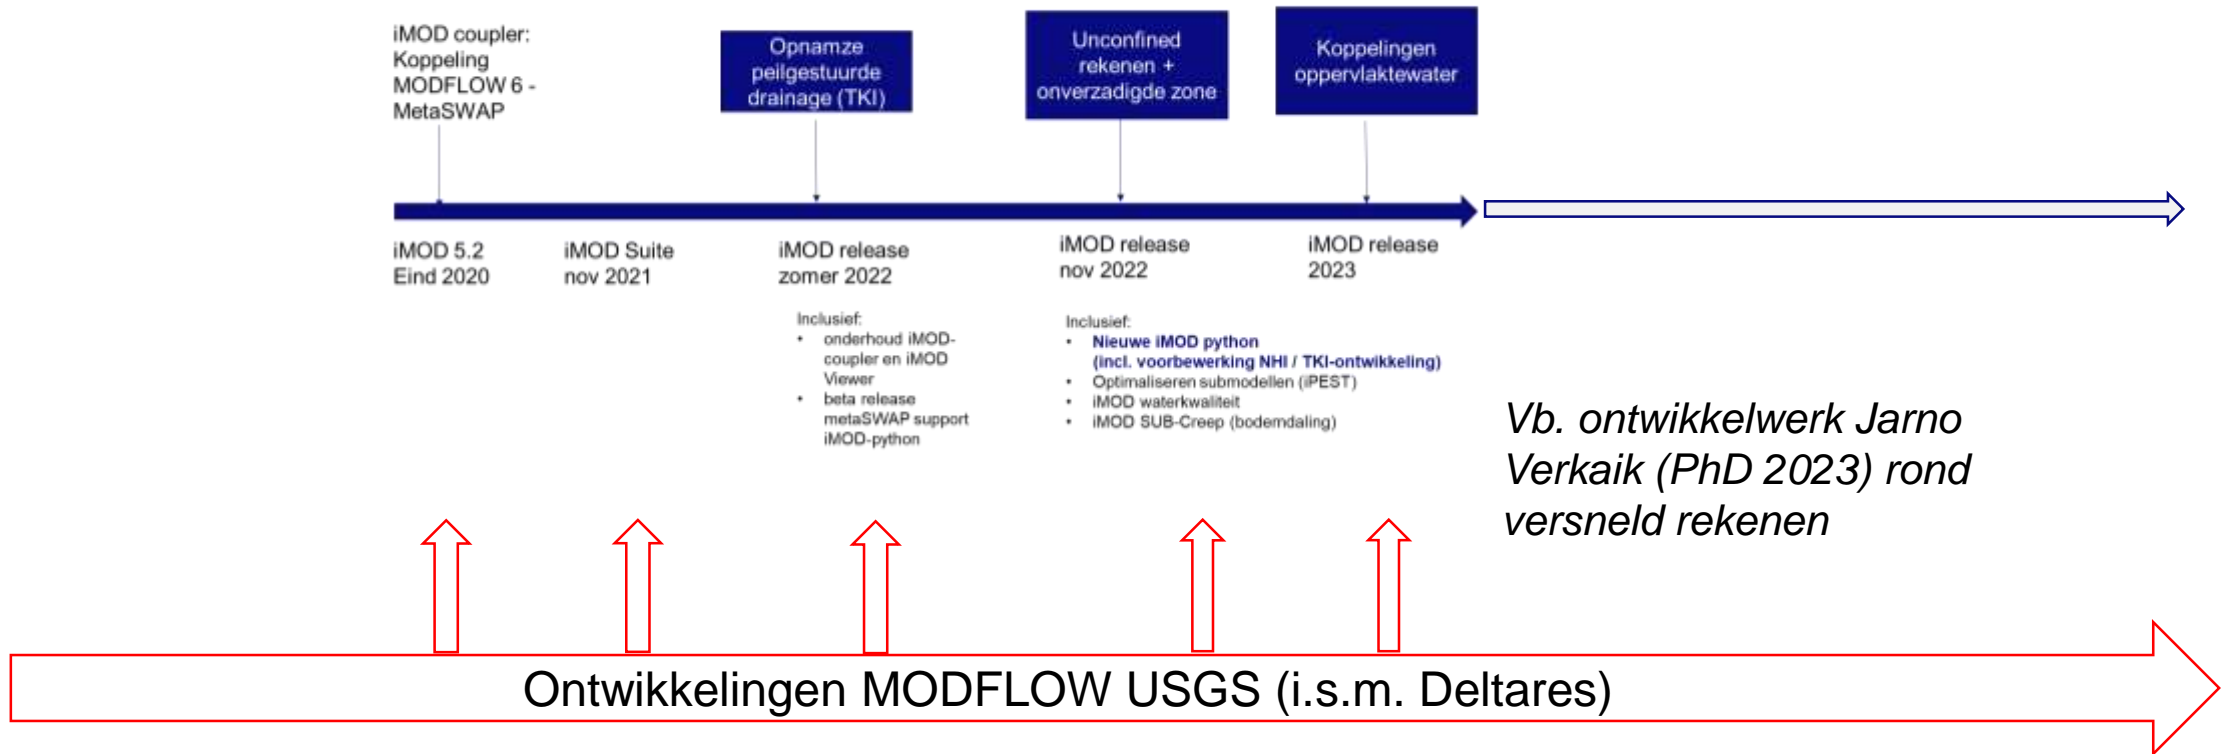 iMOD coupler:
Koppeling
MODFLOW 6 -
MetaSWAP
Opnamze
peilgestuurde
drainage (TKI)
Unconfined
rekenen +
onverzadigde zone
Koppelingen
oppervlaktewater
iMOD 5.2
Eind 2020
iMOD Suite
nov 2021
iMOD release
zomer 2022
iMOD release
nov 2022
iMOD release
2023
Inclusief:
• onderhoud iMOD-
coupler en iMOD
Viewer
• beta release
metaSWAP support
iMOD-python
Inclusief:
• Nieuwe iMOD python
(incl. voorbewerking NHI / TKI-ontwikkeling)
• Optimaliseren submodellen (iPEST)
• iMOD waterkwaliteit
• iMOD SUB-Creep (bodemdaling)
Vb. ontwikkelwerk Jarno
Verkaik (PhD 2023) rond
versneld rekenen
Ontwikkelingen MODFLOW USGS (i.s.m. Deltares)